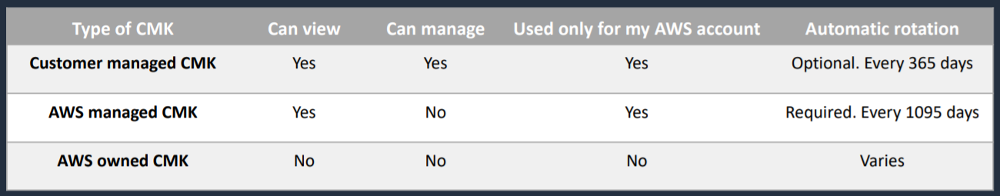 Type of CMK Can view Can manage Used only for my AWS account Automatic rotation
Customer managed CMK Yes Yes Yes Optional. Every 365 days
AWS managed CMK Yes No Yes Required. Every 1095 days
AWS owned CMK No No No Varies